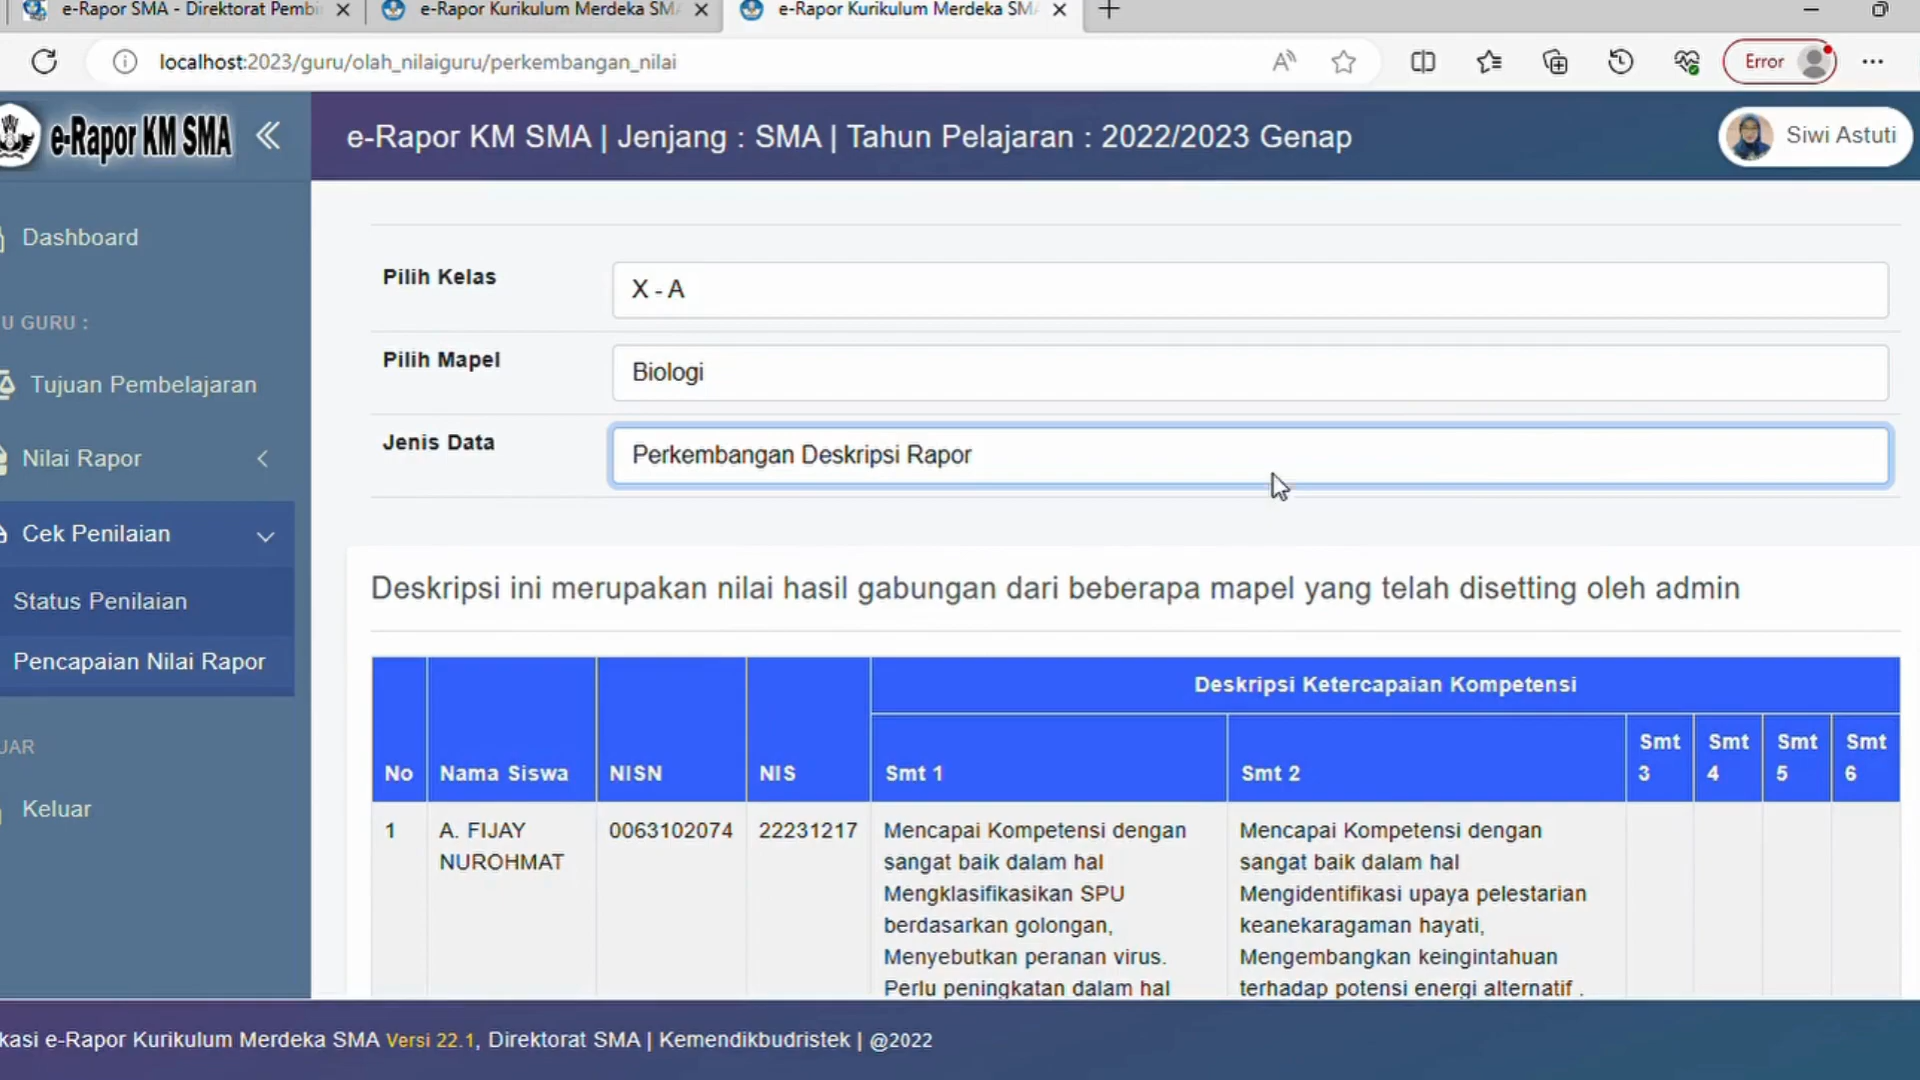 e-Rapor SMA - Direktorat Pembi
e-Rapor Kurikulum Merdeka SMA
e-Rapor Kurikulum Merdeka SMA
localhost:2023/guru/olah_nilaiguru/perkembangan_nilai
Error
e-Rapor KM SMA
e-Rapor KM SMA | Jenjang : SMA | Tahun Pelajaran : 2022/2023 Genap
Siwi Astuti
Dashboard
U GURU :
Tujuan Pembelajaran
Nilai Rapor
Cek Penilaian
Status Penilaian
Pencapaian Nilai Rapor
UAR
Keluar
Pilih Kelas
X - A
Pilih Mapel
Biologi
Jenis Data
Perkembangan Deskripsi Rapor
Deskripsi ini merupakan nilai hasil gabungan dari beberapa mapel yang telah disetting oleh admin
Deskripsi Ketercapaian Kompetensi
No Nama Siswa NISN NIS Smt 1 Smt 2 Smt 3 Smt 4 Smt 5 Smt 6
1 A. FIJAY NUROHMAT 0063102074 22231217
Mencapai Kompetensi dengan
sangat baik dalam hal
Mengklasifikasikan SPU
berdasarkan golongan,
Menyebutkan peranan virus.
Perlu peningkatan dalam hal
Mencapai Kompetensi dengan
sangat baik dalam hal
Mengidentifikasi upaya pelestarian
keanekaragaman hayati,
Mengembangkan keingintahuan
terhadap potensi energi alternatif .
kasi e-Rapor Kurikulum Merdeka SMA Versi 22.1, Direktorat SMA | Kemendikbudristek | @2022